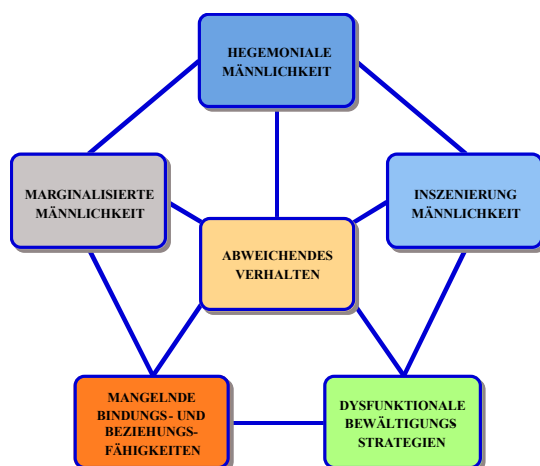 HEGEMONIALE
MÄNNLICHKEIT
MARGINALISIERTE
MÄNNLICHKEIT
INSZENIERUNG
MÄNNLICHKEIT
ABWEICHENDES
VERHALTEN
MANGELNDE
BINDUNGS- UND
BEZIEHUNGS-
FÄHIGKEITEN
DYSFUNKTIONALE
BEWÄLTIGUNGS
STRATEGIEN